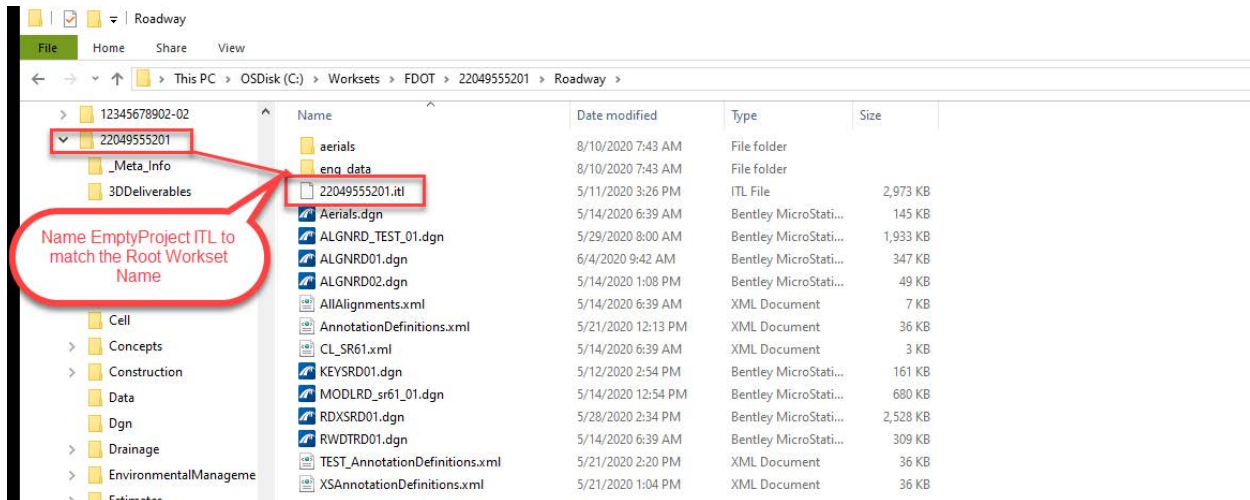 Roadway
File Home Share View
This PC > OSDisk (C:) > Worksets > FDOT > 22049555201 > Roadway >
12345678902-02
22049555201
_Meta_Info
3DDeliverables
Name EmptyProject ITL to
match the Root Workset
Name
Cell
Concepts
Construction
Data
Dgn
Drainage
EnvironmentalManageme
Name Date modified Type Size
aerials 8/10/2020 7:43 AM File folder
eng_data 8/10/2020 7:43 AM File folder
22049555201.itl 5/11/2020 3:26 PM ITL File 2,973 KB
Aerials.dgn 5/14/2020 6:39 AM Bentley MicroStati... 145 KB
ALGNRD_TEST_01.dgn 5/29/2020 8:00 AM Bentley MicroStati... 1,933 KB
ALGNRD01.dgn 6/4/2020 9:42 AM Bentley MicroStati... 347 KB
ALGNRD02.dgn 5/14/2020 1:08 PM Bentley MicroStati... 49 KB
AllAlignments.xml 5/14/2020 6:39 AM XML Document 7 KB
AnnotationDefinitions.xml 5/21/2020 12:13 PM XML Document 36 KB
CL_SR61.xml 5/14/2020 6:39 AM XML Document 3 KB
KEYSRD01.dgn 5/12/2020 2:54 PM Bentley MicroStati... 161 KB
MODLRD_sr61_01.dgn 5/14/2020 12:54 PM Bentley MicroStati... 680 KB
RDXSRD01.dgn 5/28/2020 2:34 PM Bentley MicroStati... 2,528 KB
RWDTRD01.dgn 5/14/2020 6:39 AM Bentley MicroStati... 309 KB
TEST_AnnotationDefinitions.xml 5/21/2020 2:20 PM XML Document 36 KB
XSAnnotationDefinitions.xml 5/21/2020 1:04 PM XML Document 36 KB